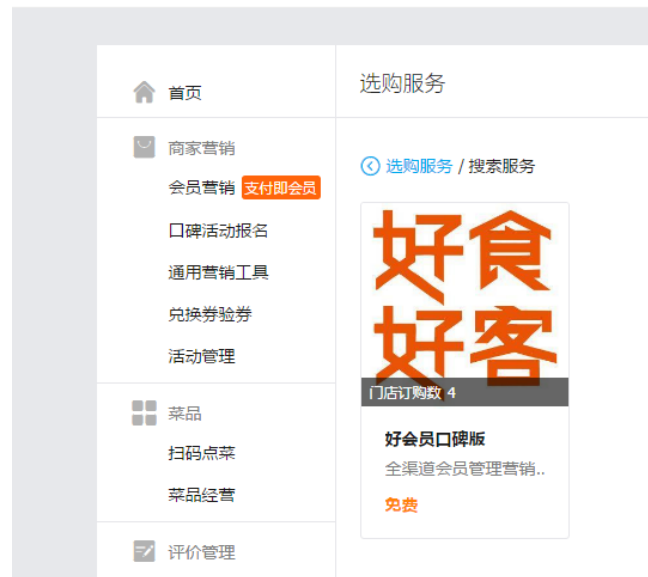 首页
商家营销
会员营销 支付即会员
口碑活动报名
通用营销工具
兑换券验券
活动管理
菜品
扫码点菜
菜品经营
评价管理
选购服务
选购服务 / 搜索服务
好食
好客
门店订购数 4
好会员口碑版
全渠道会员管理营销..
免费